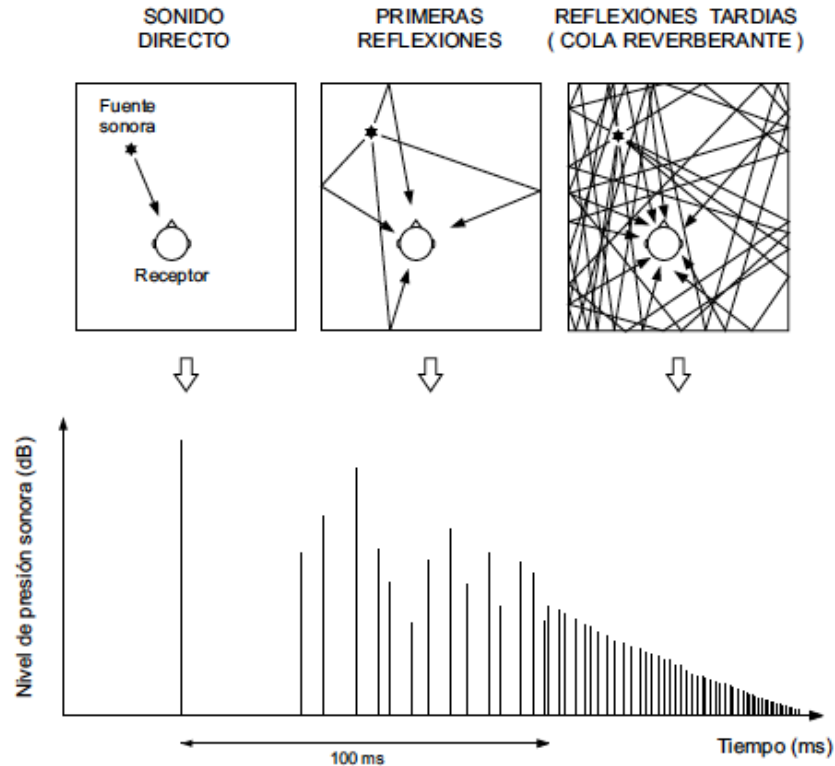 SONIDO
DIRECTO
PRIMERAS
REFLEXIONES
REFLEXIONES TARDIAS
( COLA REVERBERANTE )
Fuente
sonora
Receptor
Nivel de presión sonora (dB)
100 ms
Tiempo (ms)